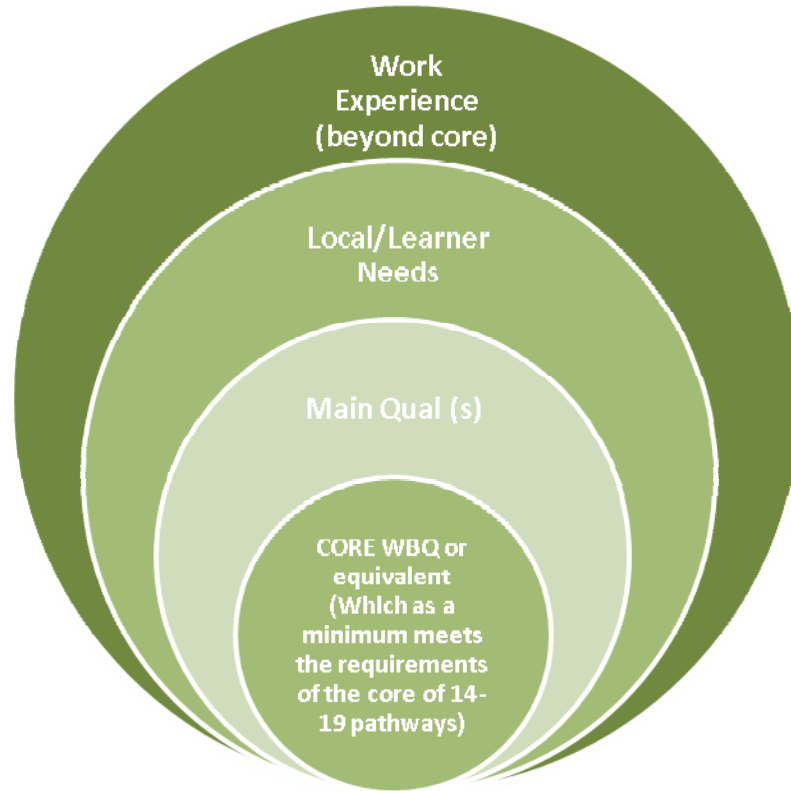 Work
Experience
(beyond core)
Local/Learner
Needs
Main Qual (s)
CORE WBQ or
equivalent
(Which as a
minimum meets
the requirements
of the core of 14-
19 pathways)